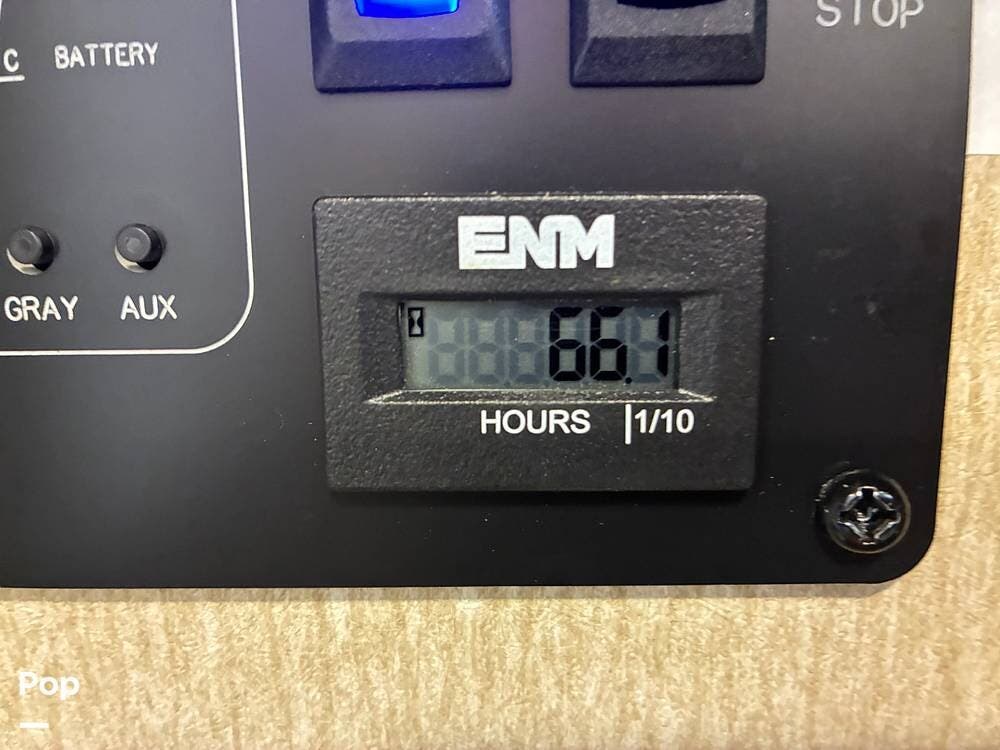 STOP
C BATTERY
ENM
GRAY AUX
66.1
HOURS |1/10
Pop